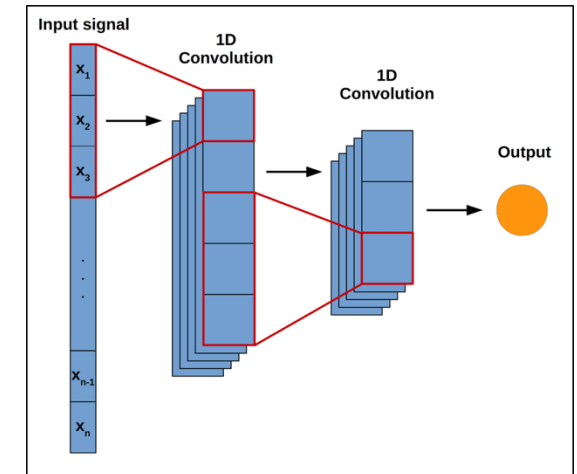 Input signal
1D
Convolution
1D
Convolution
Output
x1
x2
x3
.
.
.
xn-1
xn